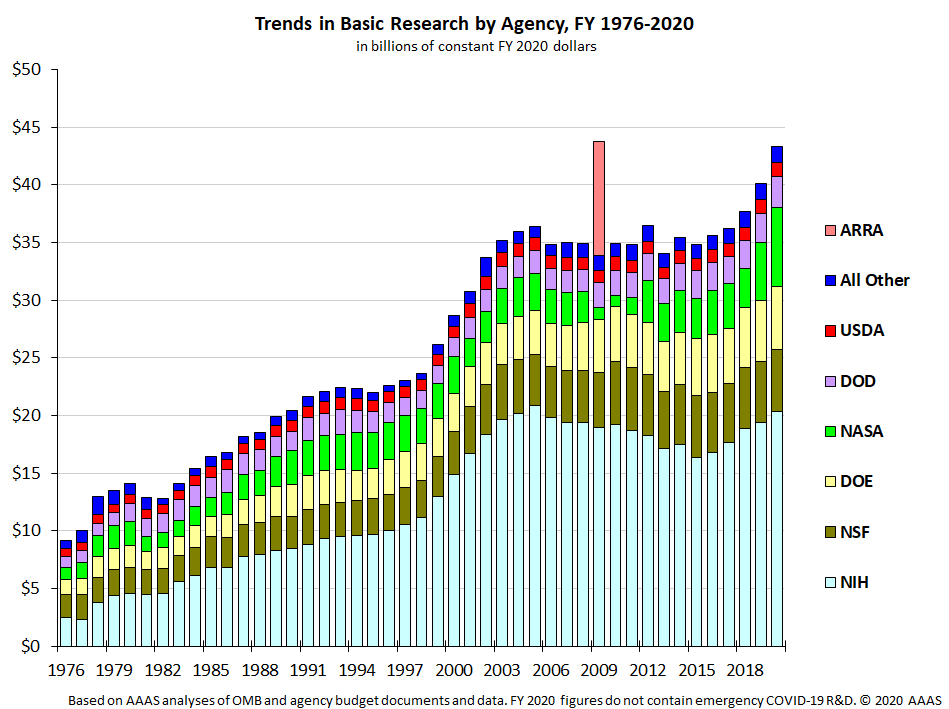 Trends in Basic Research by Agency, FY 1976-2020
in billions of constant FY 2020 dollars
$50
$45
$40
$35
$30
$25
$20
$15
$10
$5
$0
ARRA
All Other
USDA
DOD
NASA
DOE
NSF
NIH
1976 1979 1982 1985 1988 1991 1994 1997 2000 2003 2006 2009 2012 2015 2018
Based on AAAS analyses of OMB and agency budget documents and data. FY 2020 figures do not contain emergency COVID-19 R&D. © 2020 AAAS